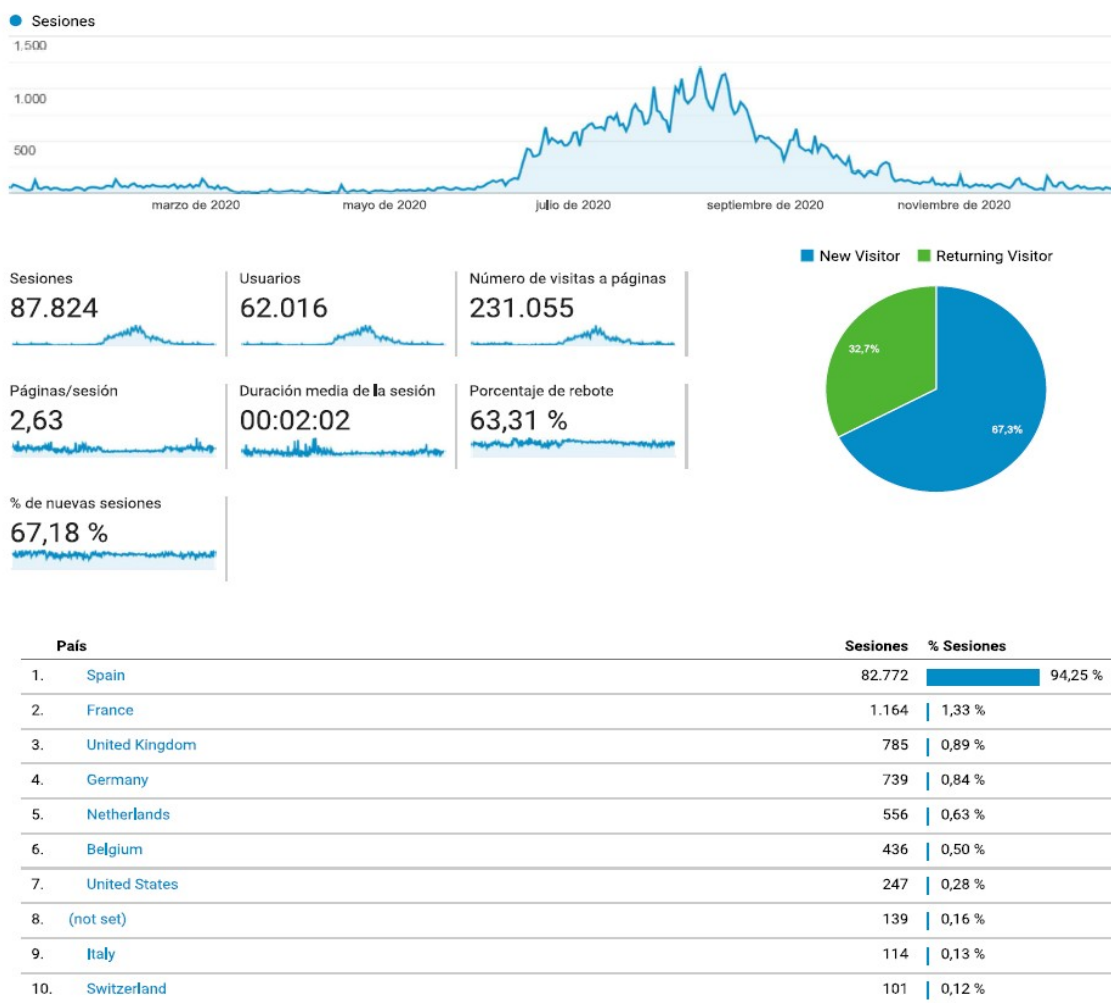 Sesiones
1.500
1.000
500
marzo de 2020 mayo de 2020 julio de 2020 septiembre de 2020 noviembre de 2020
New Visitor Returning Visitor
32,7%
67,3%
Sesiones Usuarios Número de visitas a páginas
87.824 62.016 231.055
Páginas/sesión Duración media de la sesión Porcentaje de rebote
2,63 00:02:02 63,31 %
% de nuevas sesiones
67,18 %
País Sesiones % Sesiones
1. Spain 82.772 94,25 %
2. France 1.164 1,33 %
3. United Kingdom 785 0,89 %
4. Germany 739 0,84 %
5. Netherlands 556 0,63 %
6. Belgium 436 0,50 %
7. United States 247 0,28 %
8. (not set) 139 0,16 %
9. Italy 114 0,13 %
10. Switzerland 101 0,12 %